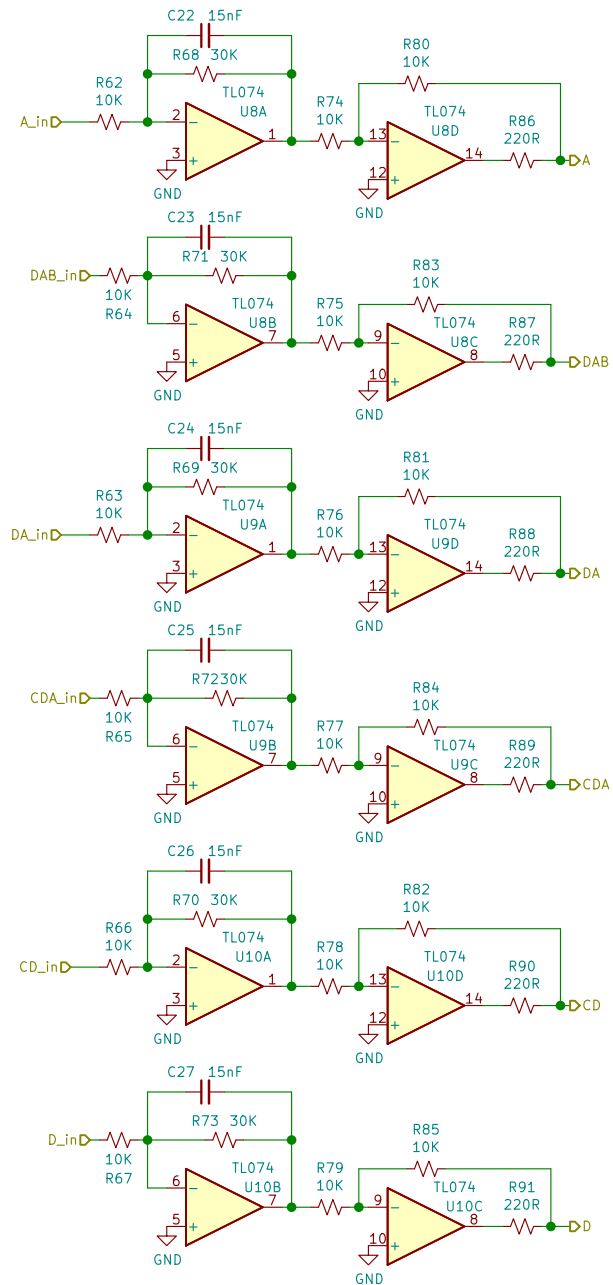 C22 15nF
R68 30K
R80
10K
R62
10K
TL074
U8A
R74
10K
TL074
U8D
R86
220R
A_in
2
3
1
13
12
14
A
GND
GND
C23 15nF
R71 30K
R83
10K
DAB_in
10K
R64
TL074
U8B
R75
10K
TL074
U8C
R87
220R
6
5
7
9
10
8
DAB
GND
GND
C24 15nF
R69 30K
R81
10K
R63
10K
TL074
U9A
R76
10K
TL074
U9D
R88
220R
DA_in
2
3
1
13
12
14
DA
GND
GND
C25 15nF
R7230K
R84
10K
CDA_in
10K
R65
TL074
U9B
R77
10K
TL074
U9C
R89
220R
6
5
7
9
10
8
CDA
GND
GND
C26 15nF
R70 30K
R82
10K
R66
10K
TL074
U10A
R78
10K
TL074
U10D
R90
220R
CD_in
2
3
1
13
12
14
CD
GND
GND
C27 15nF
R73 30K
R85
10K
D_in
10K
R67
TL074
U10B
R79
10K
TL074
U10C
R91
220R
6
5
7
9
10
8
D
GND
GND